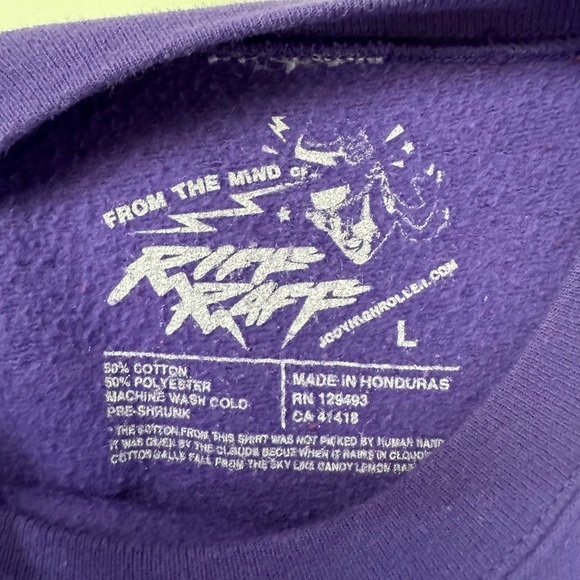 FROM THE MIND OF
RIFF
RAFF
JODYHIGHROLLER.COM
L
50% COTTON
50% POLYESTER
MACHINE WASH COLD
PRE-SHRUNK
MADE IN HONDURAS
RN 129493
CA 41418
* THE COTTON FROM THIS SHIRT WAS NOT PICKED BY HUMAN
IT WAS GIVEN BY THE CLOUDS BECUZ WHEN IT RAINS IN
COTTON BALLS FALL FROM THE SKY LIKE CANDY LEMON